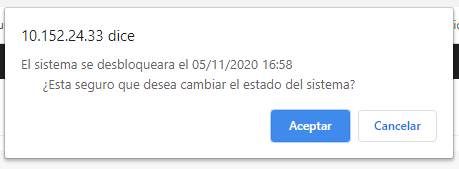 10.152.24.33 dice
El sistema se desbloqueara el 05/11/2020 16:58
¿Esta seguro que desea cambiar el estado del sistema?
Aceptar
Cancelar